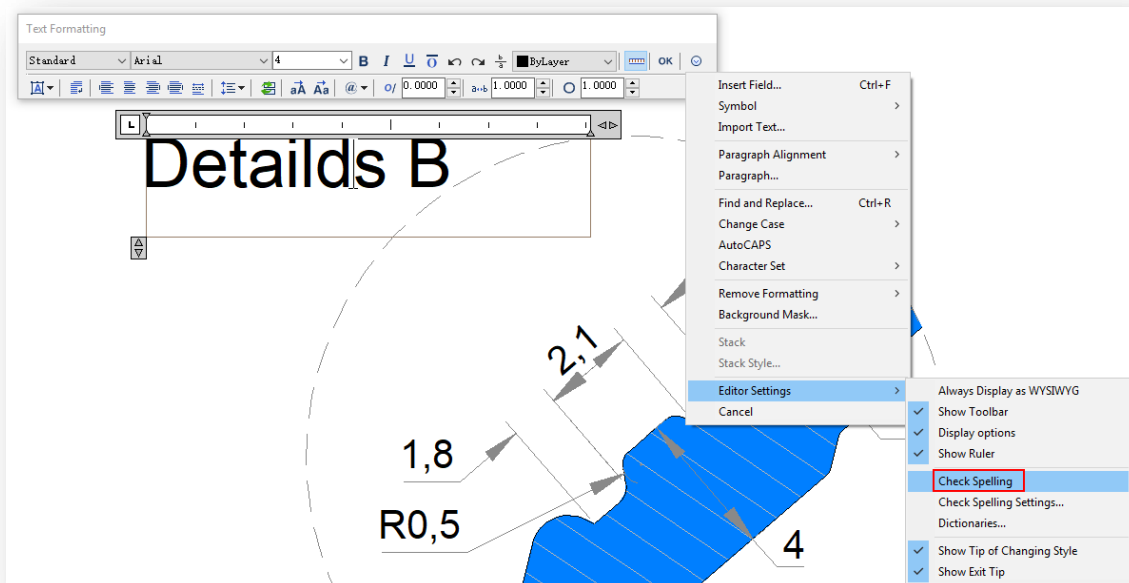 Text Formatting
Standard Arial 4 B I U O ByLayer OK
@ 0/ 0.0000 a↔b 1.0000 O 1.0000
L
Detailds B
Insert Field... Ctrl+F
Symbol
Import Text...
Paragraph Alignment
Paragraph...
Find and Replace... Ctrl+R
Change Case
AutoCAPS
Character Set
Remove Formatting
Background Mask...
Stack
Stack Style...
Editor Settings
Cancel
Always Display as WYSIWYG
Show Toolbar
Display options
Show Ruler
Check Spelling
Check Spelling Settings...
Dictionaries...
Show Tip of Changing Style
Show Exit Tip
2,1
1,8
R0,5
4